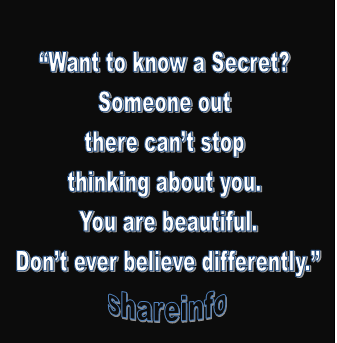 “Want to know a Secret?
Someone out
there can’t stop
thinking about you.
You are beautiful.
Don’t ever believe differently.”
shareinfo